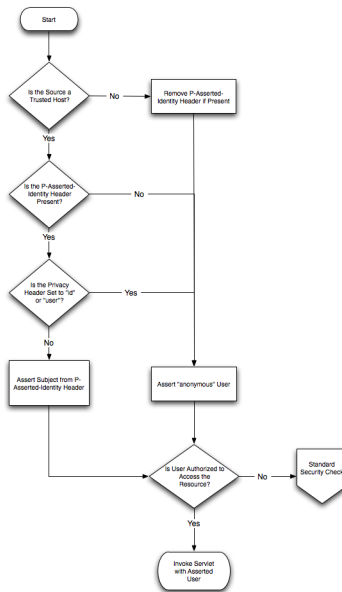 Start
Is the Source a
Trusted Host?
No
Remove P-Asserted-
Identity Header if Present
Yes
Is the P-Asserted-
Identity Header
Present?
No
Yes
Is the Privacy
Header Set to "id"
or "user"?
Yes
No
Assert Subject from P-
Asserted-Identity Header
Assert "anonymous" User
Is User Authorized to
Access the
Resource?
No
Standard
Security Check
Yes
Invoke Servlet
with Asserted
User